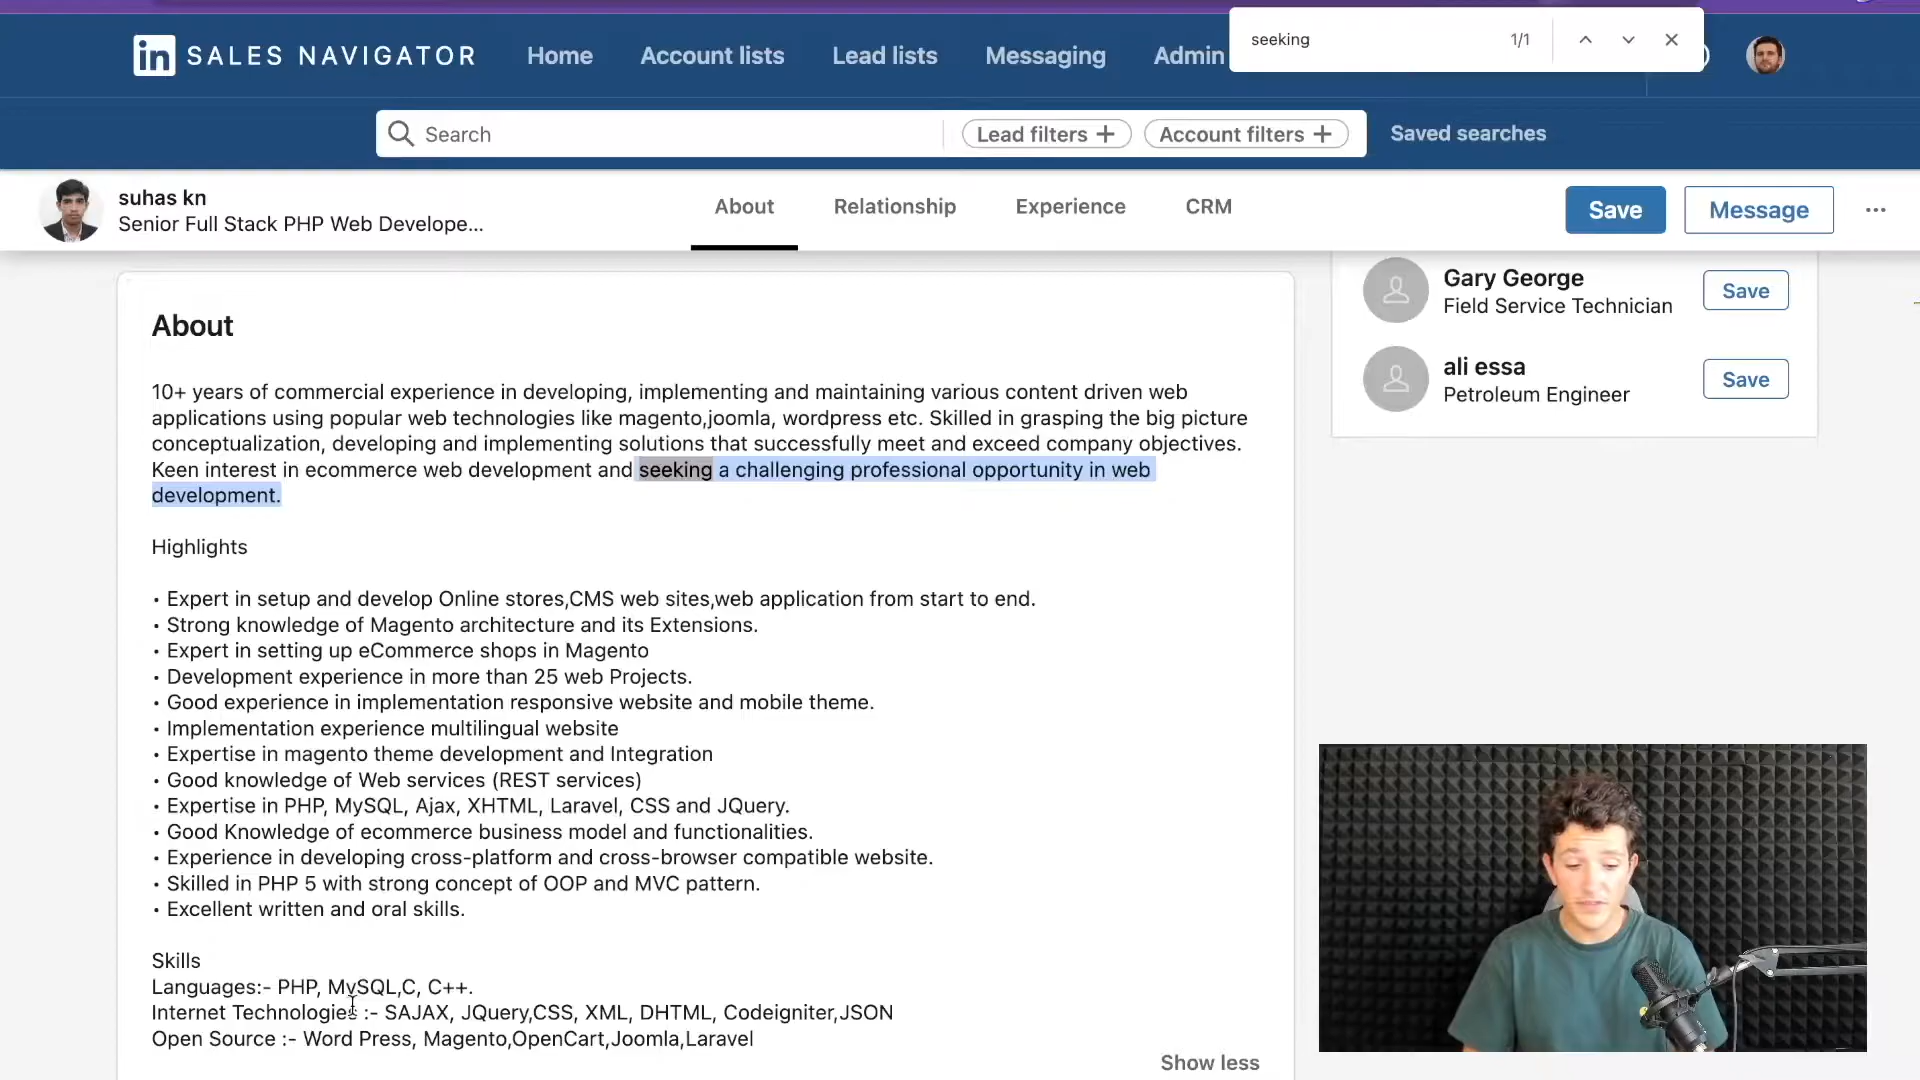 in SALES NAVIGATOR
Home
Account lists
Lead lists
Messaging
Admin
seeking
1/1
Search
Lead filters +
Account filters +
Saved searches
suhas kn
Senior Full Stack PHP Web Develope...
About
Relationship
Experience
CRM
Save
Message
About
10+ years of commercial experience in developing, implementing and maintaining various content driven web
applications using popular web technologies like magento,joomla, wordpress etc. Skilled in grasping the big picture
conceptualization, developing and implementing solutions that successfully meet and exceed company objectives.
Keen interest in ecommerce web development and seeking a challenging professional opportunity in web
development.
Highlights
• Expert in setup and develop Online stores,CMS web sites,web application from start to end.
• Strong knowledge of Magento architecture and its Extensions.
• Expert in setting up eCommerce shops in Magento
• Development experience in more than 25 web Projects.
• Good experience in implementation responsive website and mobile theme.
• Implementation experience multilingual website
• Expertise in magento theme development and Integration
• Good knowledge of Web services (REST services)
• Expertise in PHP, MySQL, Ajax, XHTML, Laravel, CSS and JQuery.
• Good Knowledge of ecommerce business model and functionalities.
• Experience in developing cross-platform and cross-browser compatible website.
• Skilled in PHP 5 with strong concept of OOP and MVC pattern.
• Excellent written and oral skills.
Skills
Languages:- PHP, MySQL,C, C++.
Internet Technologies :- SAJAX, JQuery,CSS, XML, DHTML, Codeigniter,JSON
Open Source :- Word Press, Magento,OpenCart,Joomla,Laravel
Show less
Gary George
Field Service Technician
Save
ali essa
Petroleum Engineer
Save